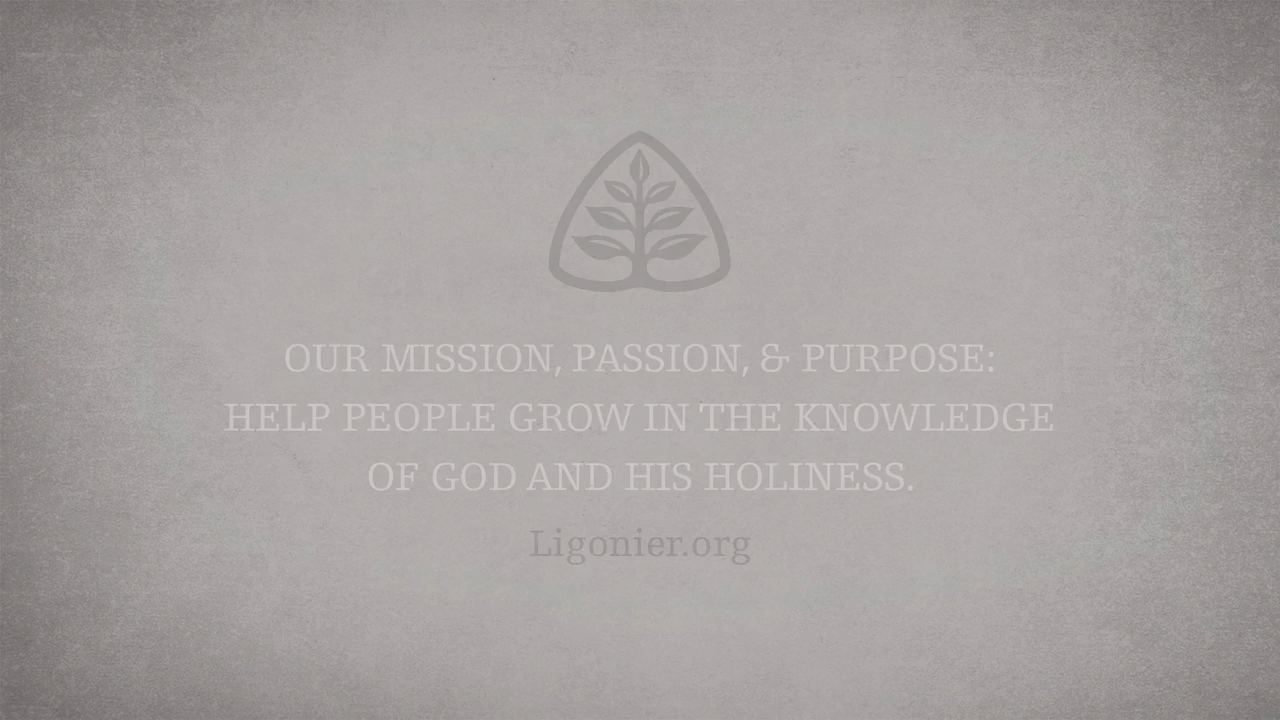 OUR MISSION, PASSION, & PURPOSE:
HELP PEOPLE GROW IN THE KNOWLEDGE
OF GOD AND HIS HOLINESS.
Ligonier.org